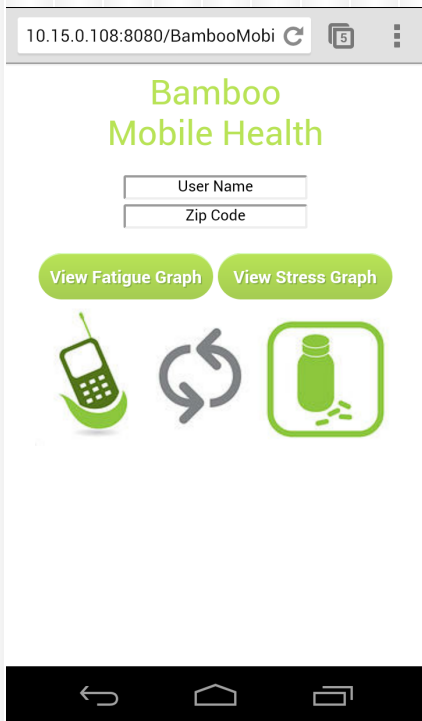 10.15.0.108:8080/BambooMobi
5
Bamboo
Mobile Health
User Name
Zip Code
View Fatigue Graph View Stress Graph